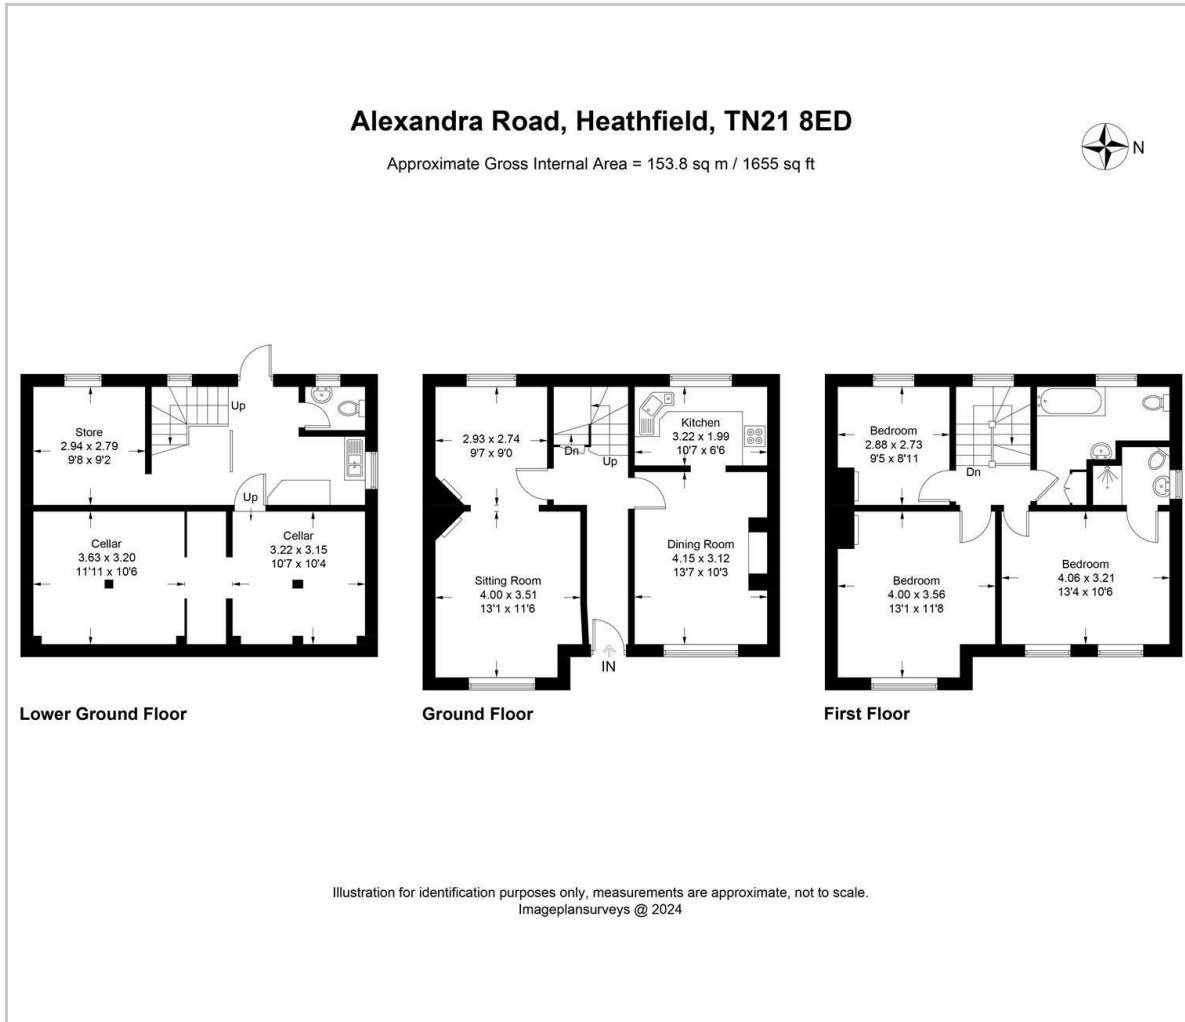 Alexandra Road, Heathfield, TN21 8ED
Approximate Gross Internal Area = 153.8 sq m / 1655 sq ft
N
Store
2.94 x 2.79
9'8 x 9'2
Up
Up
Cellar
3.63 x 3.20
11'11 x 10'6
Cellar
3.22 x 3.15
10'7 x 10'4
Lower Ground Floor
2.93 x 2.74
9'7 x 9'0
Dn
Up
Kitchen
3.22 x 1.99
10'7 x 6'6
Sitting Room
4.00 x 3.51
13'1 x 11'6
Dining Room
4.15 x 3.12
13'7 x 10'3
IN
Ground Floor
Bedroom
2.88 x 2.73
9'5 x 8'11
Dn
Bedroom
4.00 x 3.56
13'1 x 11'8
Bedroom
4.06 x 3.21
13'4 x 10'6
First Floor
Illustration for identification purposes only, measurements are approximate, not to scale.
Imageplansurveys @ 2024